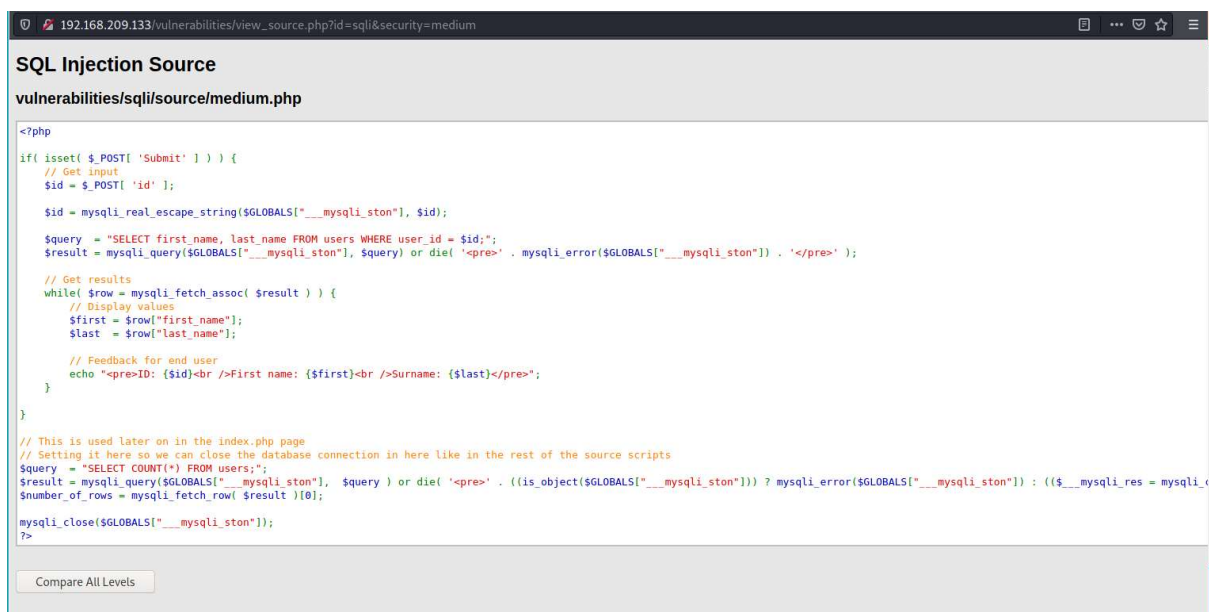 192.168.209.133/vulnerabilities/view_source.php?id=sqli&security=medium
SQL Injection Source
vulnerabilities/sqli/source/medium.php
<?php
if( isset( $_POST[ 'Submit' ] ) ) {
// Get input
$id = $_POST[ 'id' ];
$id = mysqli_real_escape_string($GLOBALS["___mysqli_ston"], $id);
$query  = "SELECT first_name, last_name FROM users WHERE user_id = $id;";
$result = mysqli_query($GLOBALS["___mysqli_ston"], $query) or die( '<pre>' . mysqli_error($GLOBALS["___mysqli_ston"]) . '</pre>' );
// Get results
while( $row = mysqli_fetch_assoc( $result ) ) {
// Display values
$first = $row["first_name"];
$last  = $row["last_name"];
// Feedback for end user
echo "<pre>ID: {$id}<br />First name: {$first}<br />Surname: {$last}</pre>";
}
}
// This is used later on in the index.php page
// Setting it here so we can close the database connection in here like in the rest of the source scripts
$query  = "SELECT COUNT(*) FROM users;";
$result = mysqli_query($GLOBALS["___mysqli_ston"],  $query ) or die( '<pre>' . ((is_object($GLOBALS["___mysqli_ston"])) ? mysqli_error($GLOBALS["___mysqli_ston"]) : (($___mysqli_res = mysqli_
$number_of_rows = mysqli_fetch_row( $result )[0];
mysqli_close($GLOBALS["___mysqli_ston"]);
?>
Compare All Levels